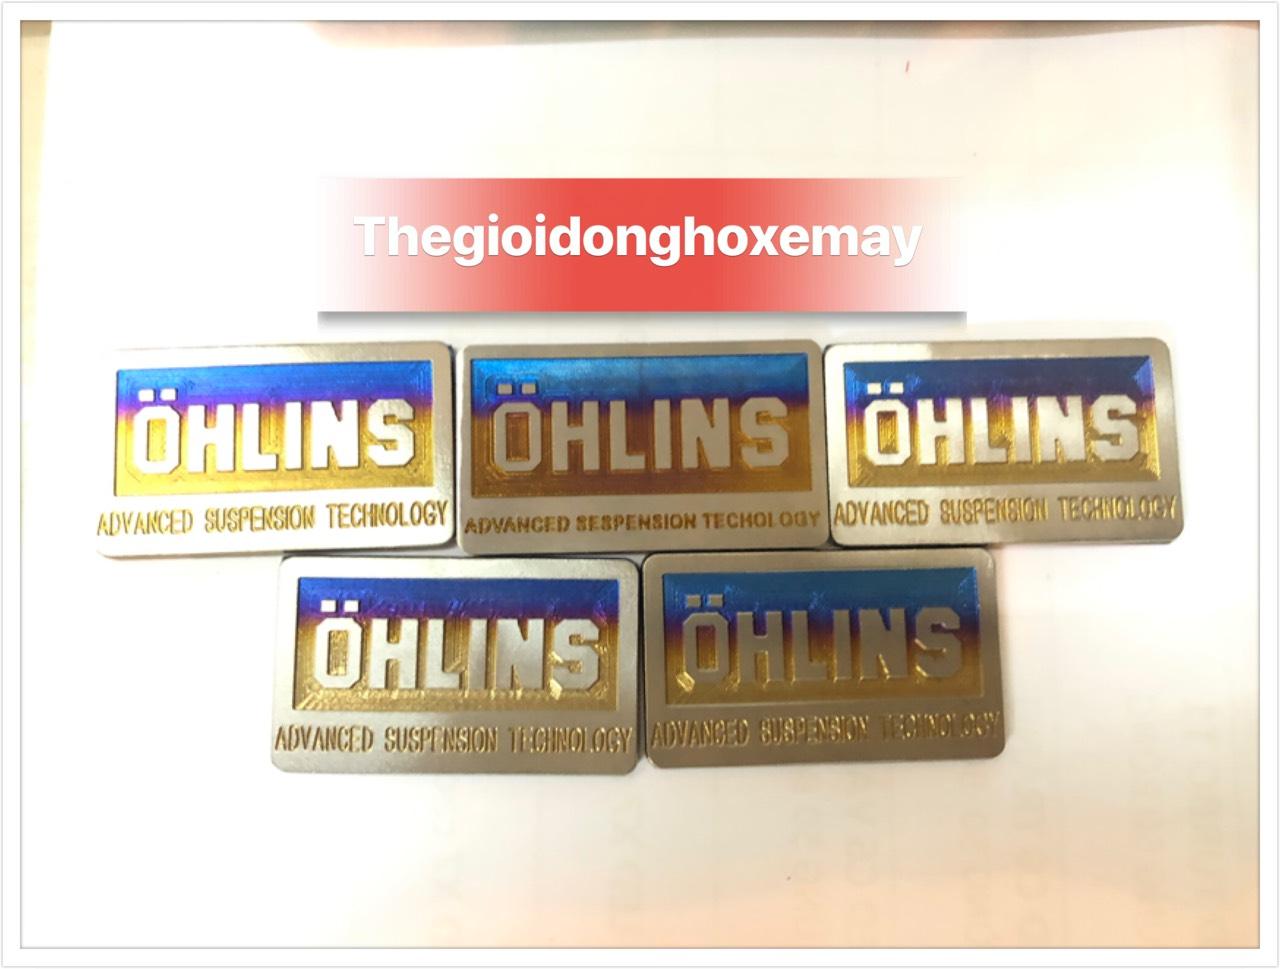 Thegioidonghoxemay
ÖHLINS
ADVANCED SUSPENSION TECHNOLOGY
ÖHLINS
ADVANCED SESPENSION TECHOLOGY
ÖHLINS
ADVANCED SUSPENSION TECHNOLOGY
ÖHLINS
ADVANCED SUSPENSION TECHNOLOGY
ÖHLINS
ADVANCED SUSPENSION TECHNOLOGY